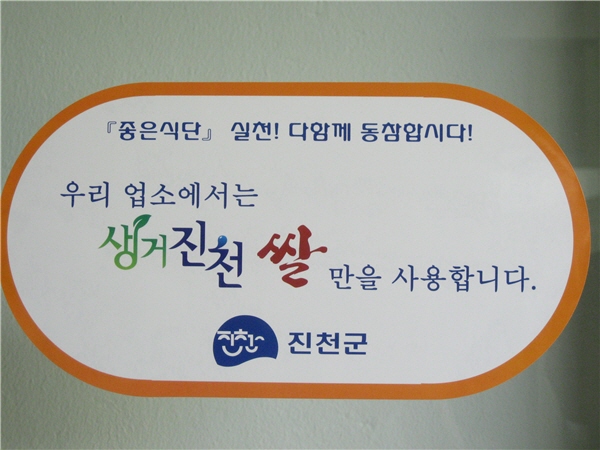 『좋은식단』 실천! 다함께 동참합시다!
우리 업소에서는
생거진천 쌀 만을 사용합니다.
진천 진천군